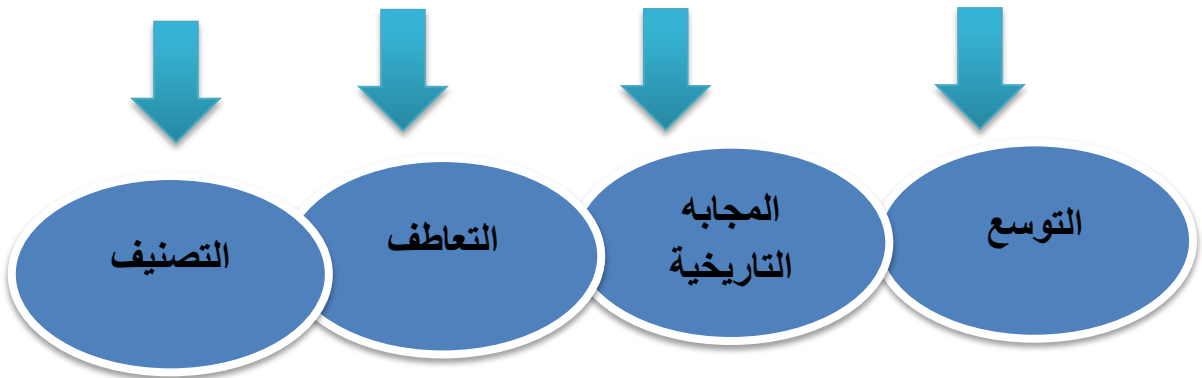 التوسع
المجابه
التاريخية
التعاطف
التصنيف